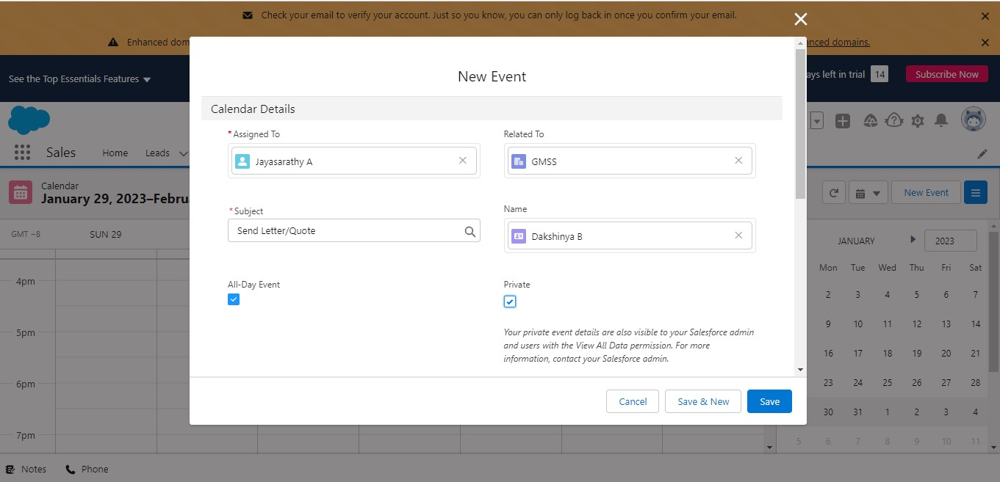 Check your email to verify your account. Just so you know, you can only log back in once you confirm your email.
Enhanced dom
anced domains.
See the Top Essentials Features
ays left in trial 14 Subscribe Now
Sales Home Leads
Calendar
January 29, 2023–Februa
New Event
GMT −8 SUN 29
4pm
5pm
6pm
7pm
New Event
Calendar Details
*Assigned To
Jayasarathy A
Related To
GMSS
*Subject
Send Letter/Quote
Name
Dakshinya B
All-Day Event
Private
Your private event details are also visible to your Salesforce admin
and users with the View All Data permission. For more
information, contact your Salesforce admin.
Cancel Save & New Save
JANUARY 2023
Mon Tue Wed Thu Fri Sat
2 3 4 5 6 7
9 10 11 12 13 14
16 17 18 19 20 21
23 24 25 26 27 28
30 31 1 2 3 4
5 6 7 8 9 10 11
Notes Phone